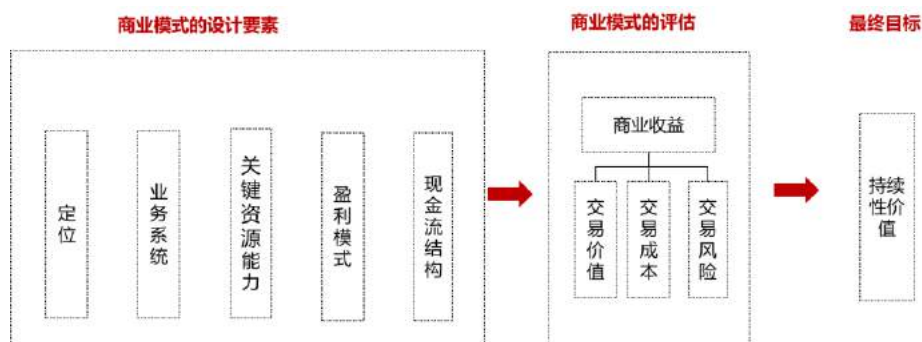 商业模式的设计要素
商业模式的评估
最终目标
定位
业务系统
关键资源能力
盈利模式
现金流结构
商业收益
交易价值
交易成本
交易风险
持续
性价
值